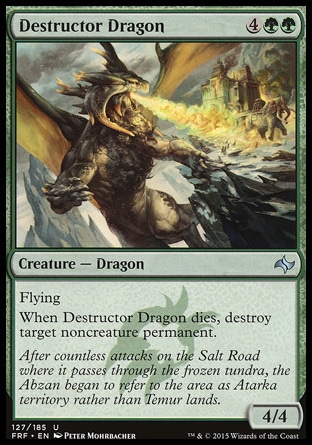 Destructor Dragon 4
Creature — Dragon
Flying
When Destructor Dragon dies, destroy
target noncreature permanent.
After countless attacks on the Salt Road
where it passes through the frozen tundra, the
Abzan began to refer to the area as Atarka
territory rather than Temur lands.
4/4
127/185 U
FRF • EN Peter Mohrbacher
™ & © 2015 Wizards of the Coast